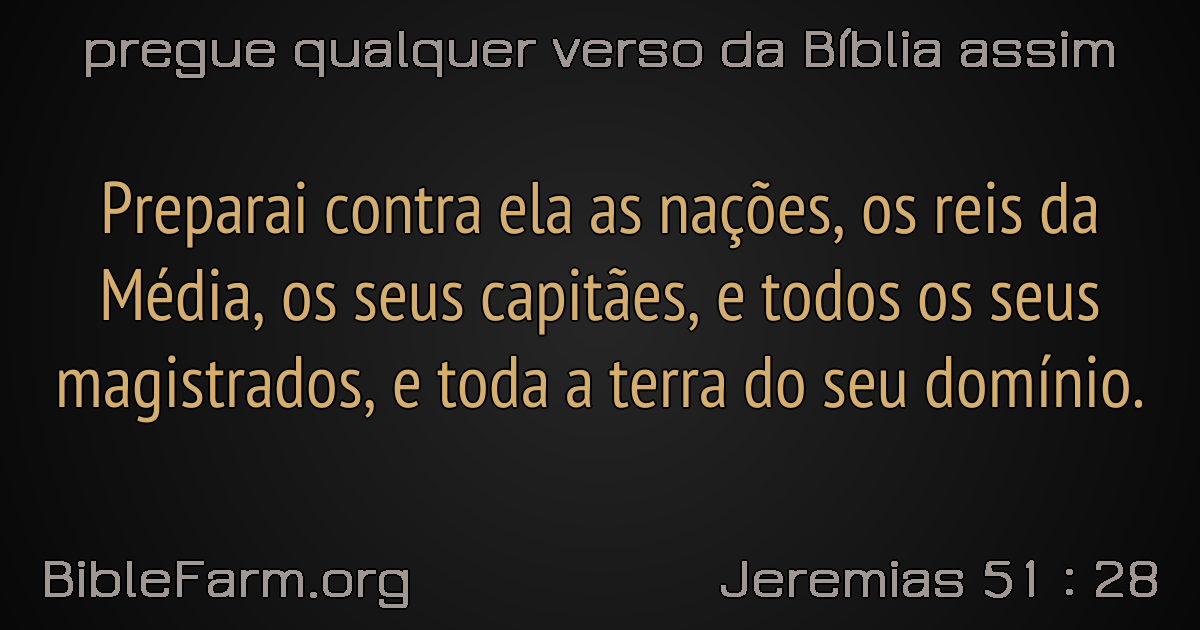 pregue qualquer verso da Bíblia assim
Preparai contra ela as nações, os reis da
Média, os seus capitães, e todos os seus
magistrados, e toda a terra do seu domínio.
BibleFarm.org
Jeremias 51 : 28